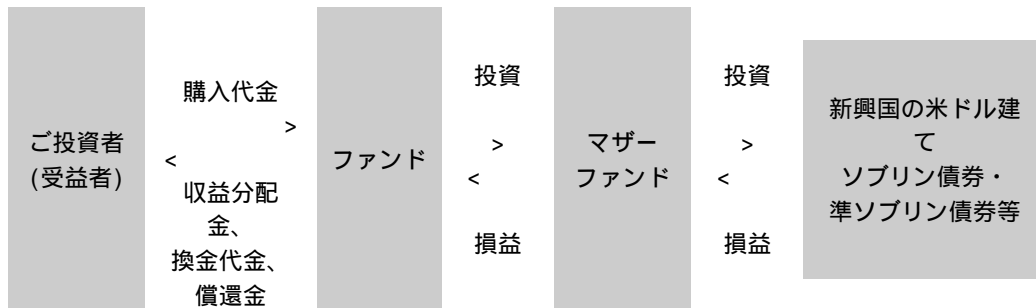 ご投資者
(受益者)
購入代金
>
<
収益分配
金、
換金代金、
償還金
ファンド
投資
>
<
損益
マザー
ファンド
投資
>
<
損益
新興国の米ドル建
て
ソブリン債券・
準ソブリン債券等